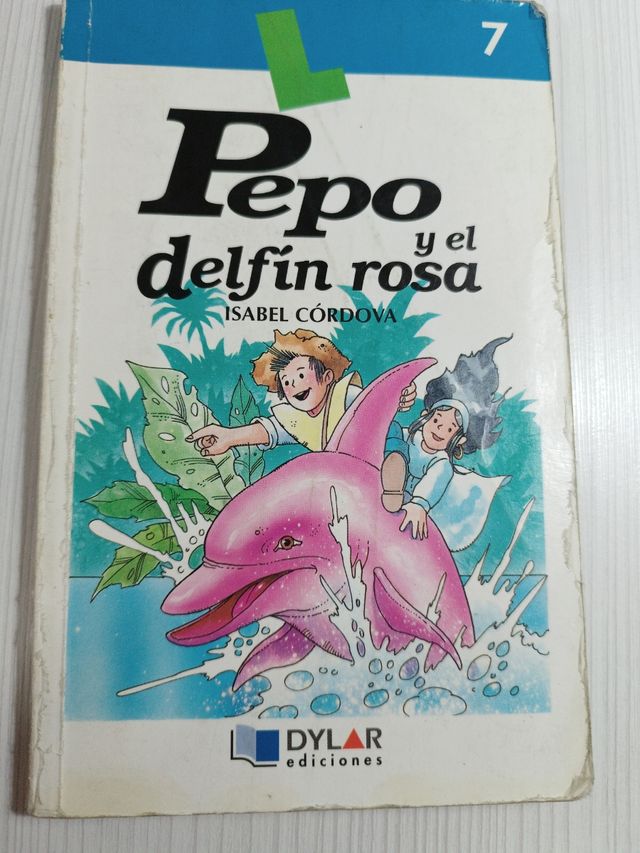 7
Pepo
y el
delfín rosa
ISABEL CÓRDOVA
DYLAR
ediciones